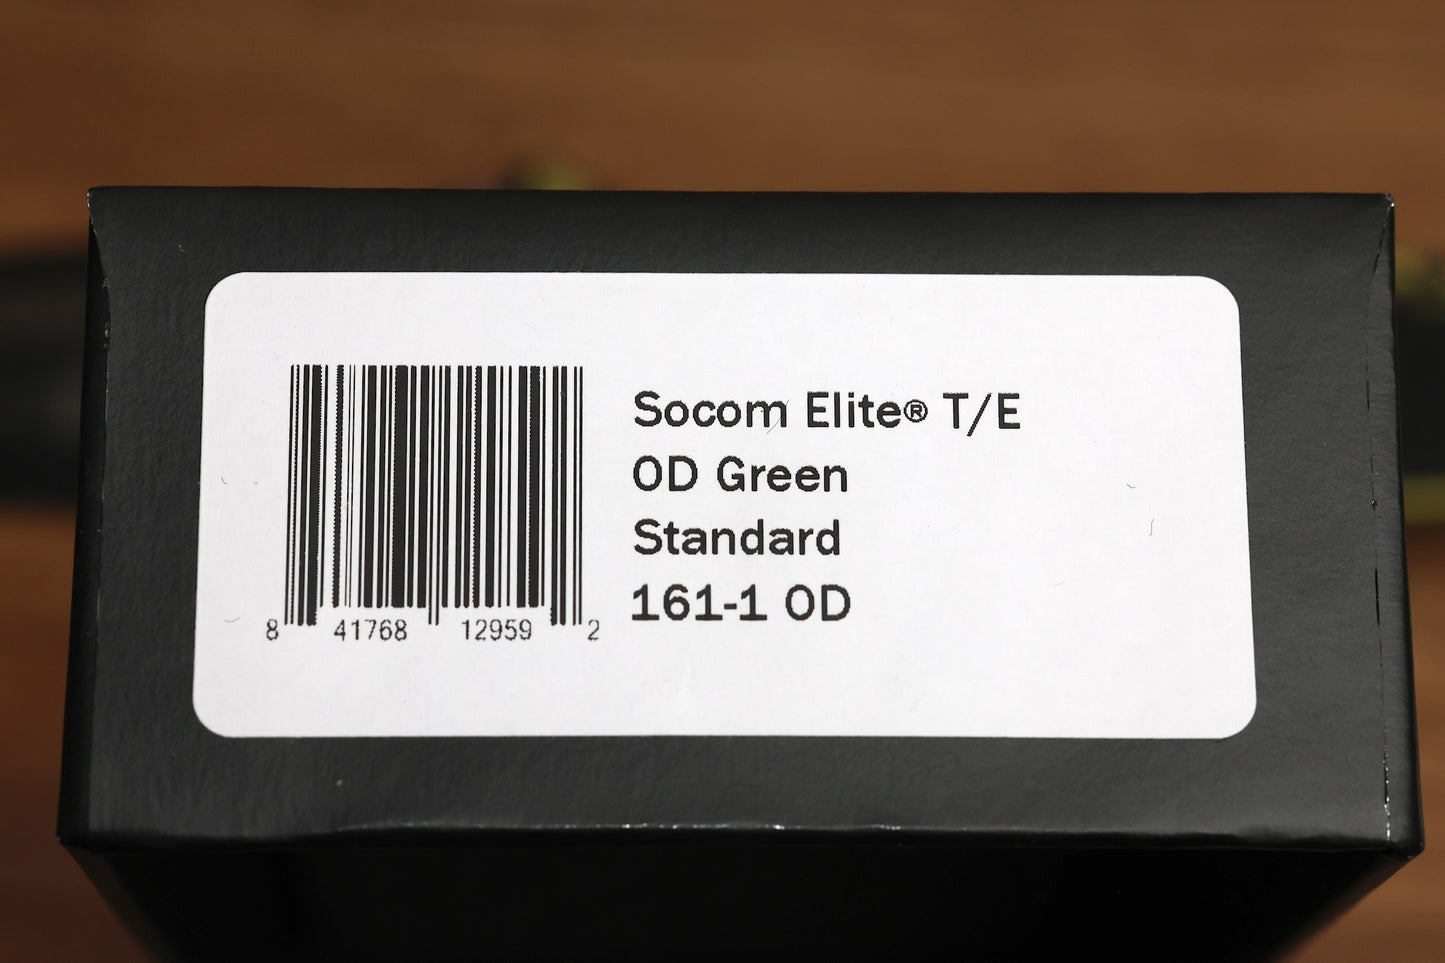 Socom Elite® T/E
OD Green
Standard
161-1 OD
8 41768 12959 2